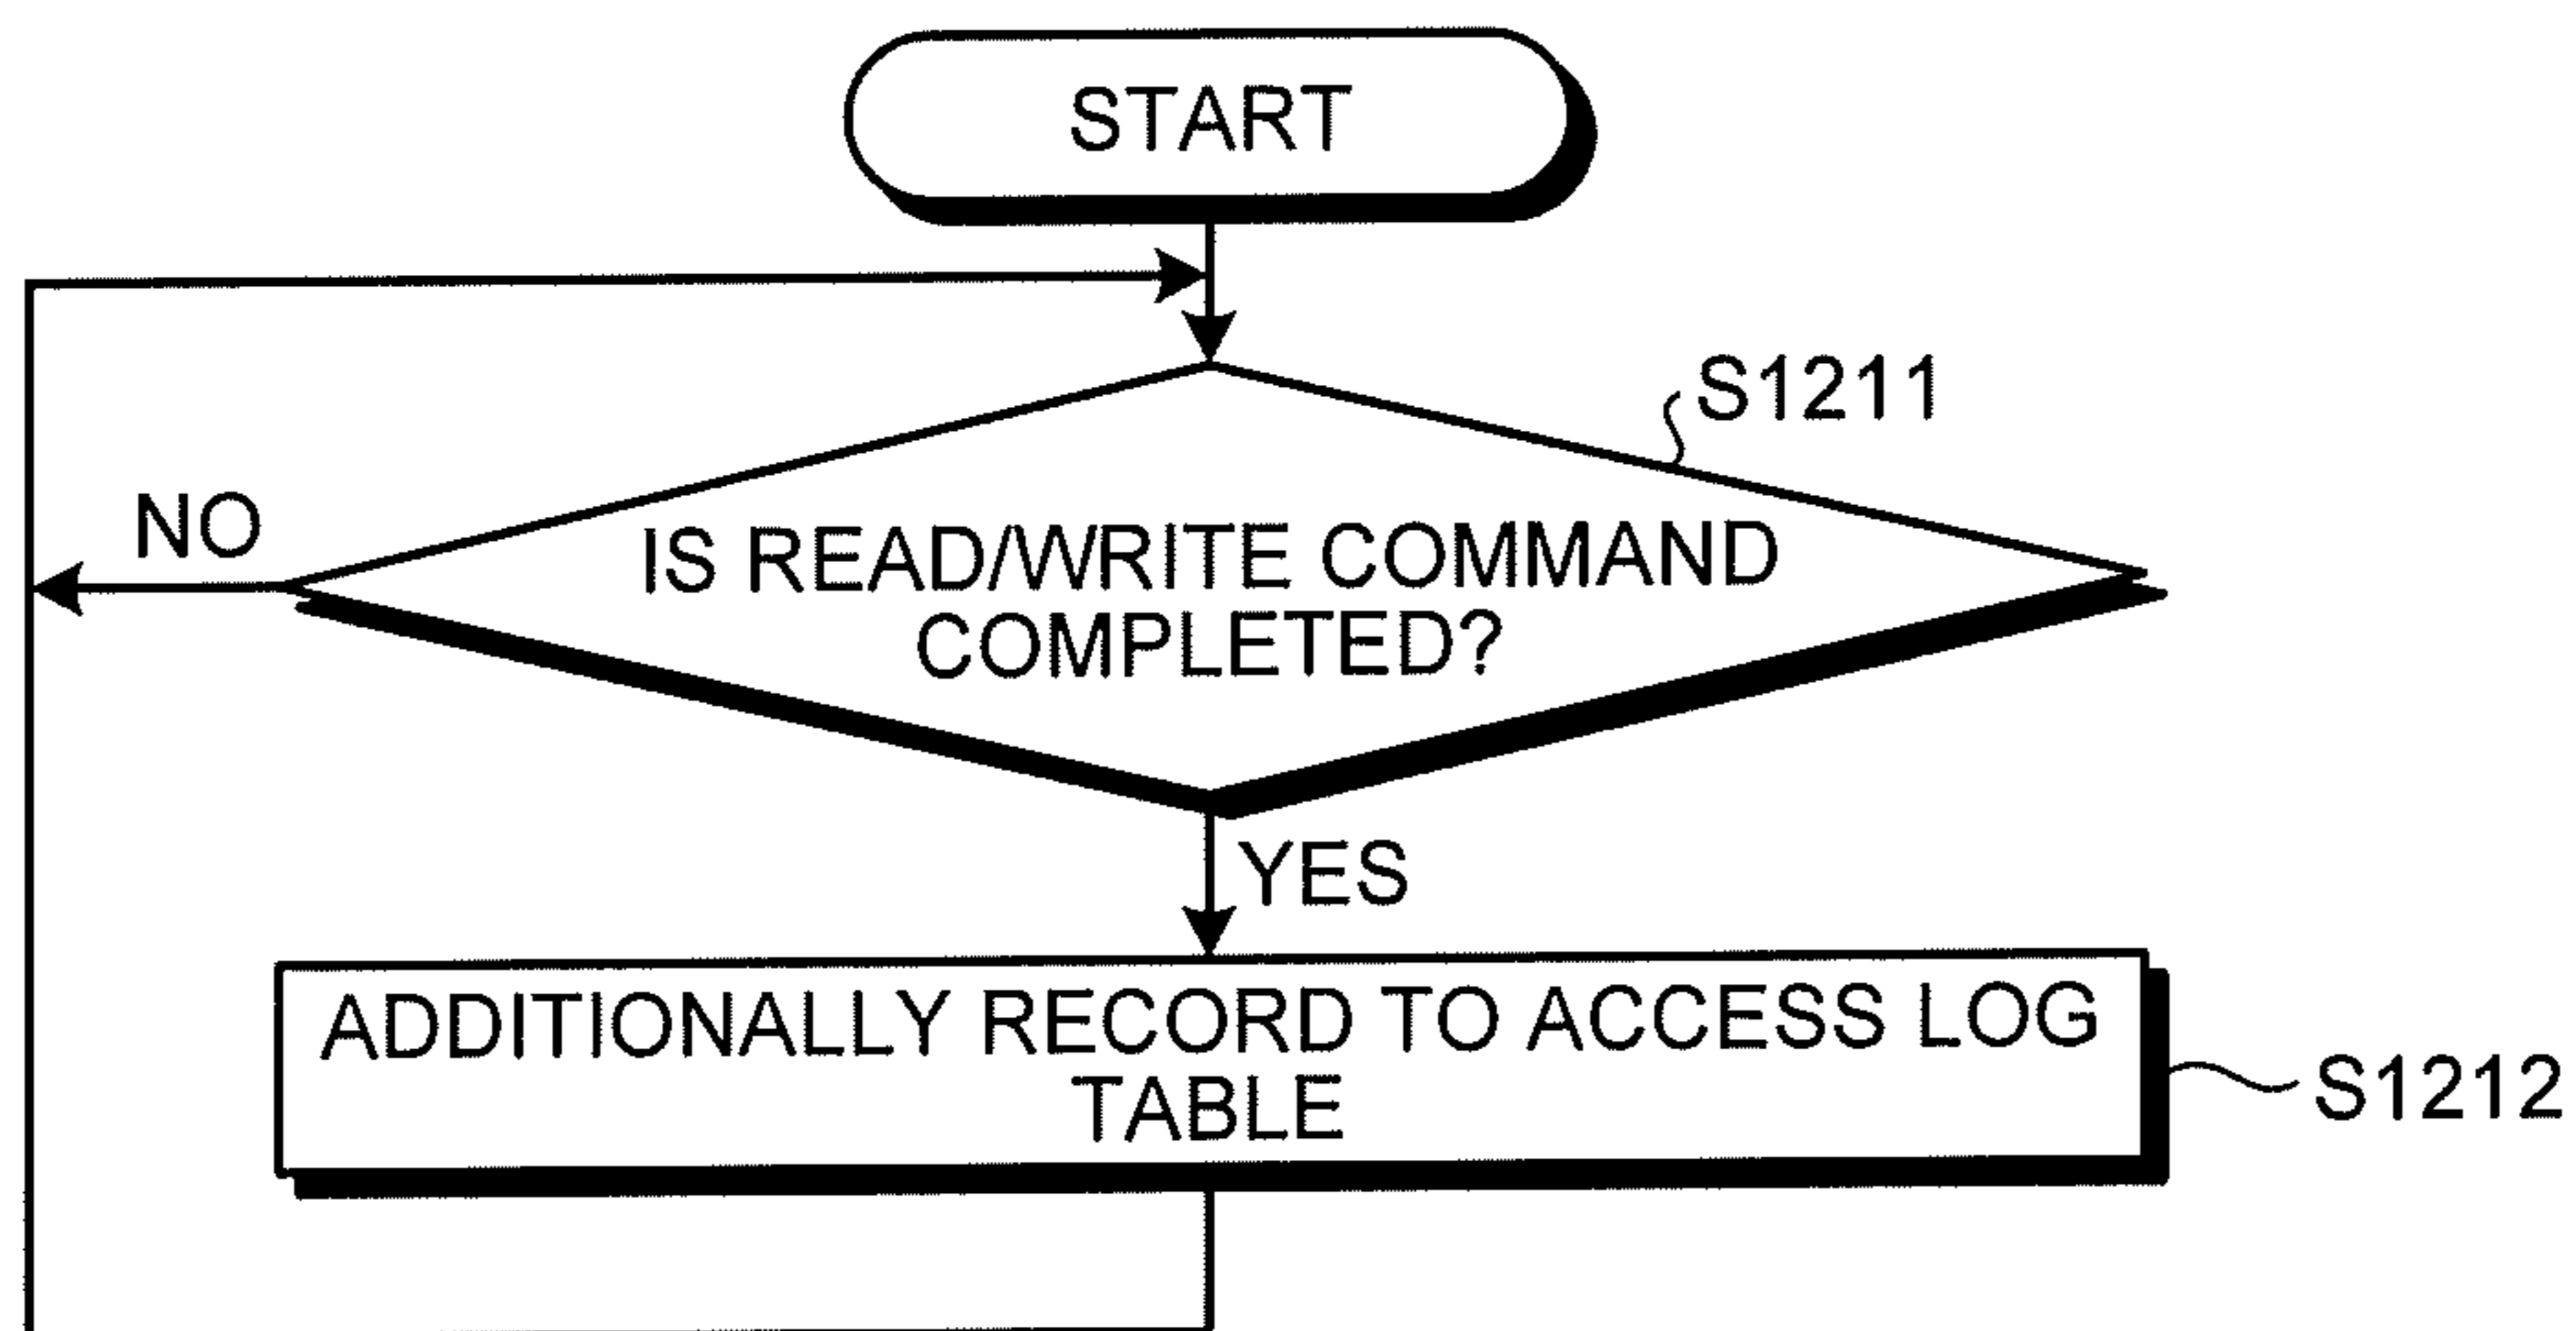 START
S1211
NO
IS READ/WRITE COMMAND
COMPLETED?
YES
ADDITIONALLY RECORD TO ACCESS LOG
TABLE
S1212